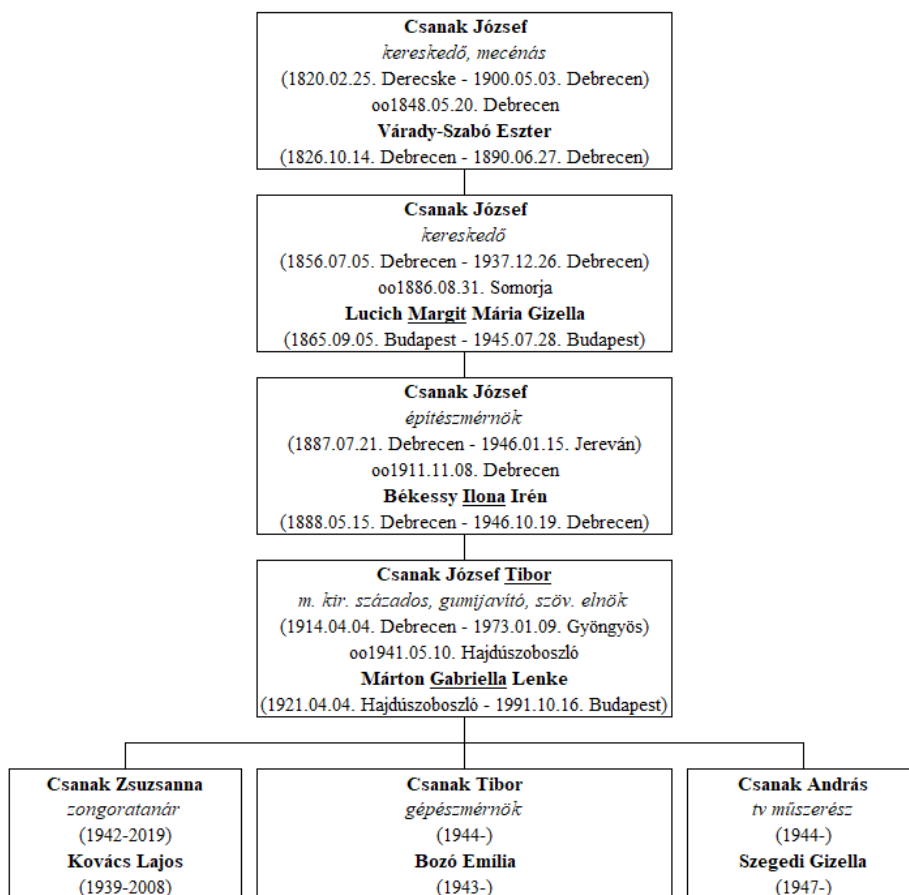 Csanak József
kereskedő, mecénás
(1820.02.25. Derecske - 1900.05.03. Debrecen)
oo1848.05.20. Debrecen
Várady-Szabó Eszter
(1826.10.14. Debrecen - 1890.06.27. Debrecen)
Csanak József
kereskedő
(1856.07.05. Debrecen - 1937.12.26. Debrecen)
oo1886.08.31. Somorja
Lucich Margit Mária Gizella
(1865.09.05. Budapest - 1945.07.28. Budapest)
Csanak József
építészmérnök
(1887.07.21. Debrecen - 1946.01.15. Jereván)
oo1911.11.08. Debrecen
Békessy Ilona Irén
(1888.05.15. Debrecen - 1946.10.19. Debrecen)
Csanak József Tibor
m. kir. százados, gumijavító, szöv. elnök
(1914.04.04. Debrecen - 1973.01.09. Gyöngyös)
oo1941.05.10. Hajdúszoboszló
Márton Gabriella Lenke
(1921.04.04. Hajdúszoboszló - 1991.10.16. Budapest)
Csanak Zsuzsanna
zongoratanár
(1942-2019)
Kovács Lajos
(1939-2008)
Csanak Tibor
gépészmérnök
(1944-)
Bozó Emília
(1943-)
Csanak András
tv műszerész
(1944-)
Szegedi Gizella
(1947-)